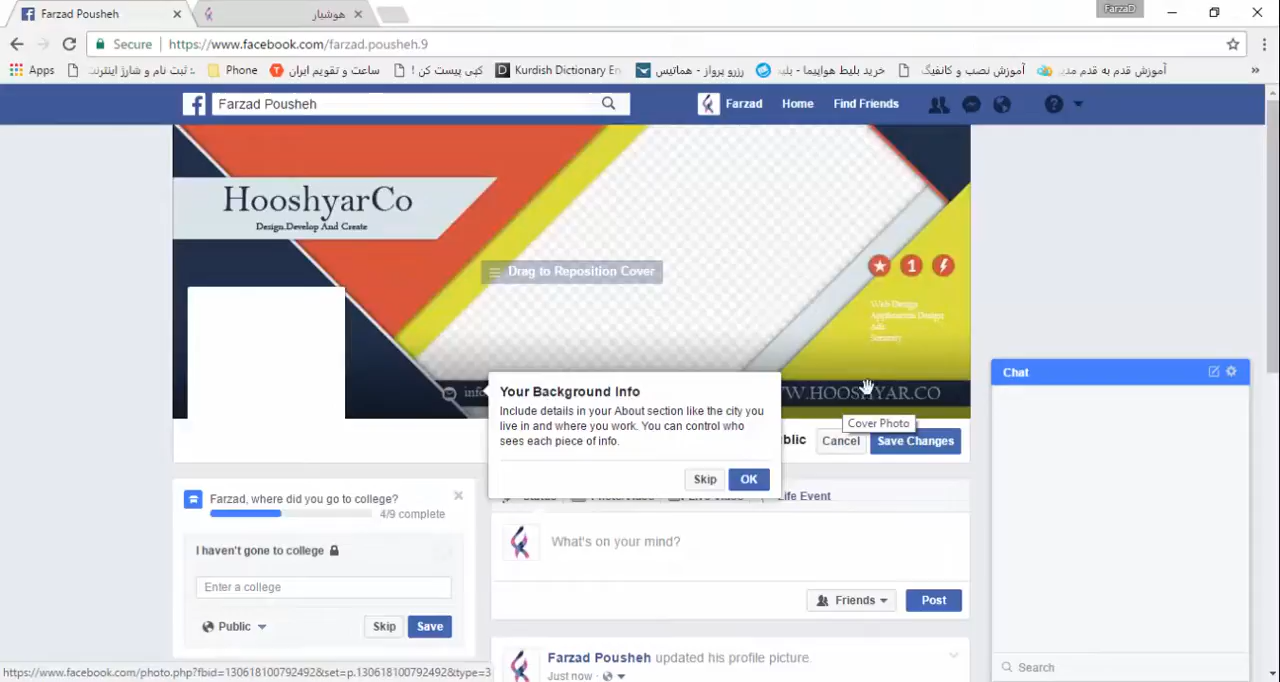 Farzad Pousheh
هوشیار
FarzaD
Secure https://www.facebook.com/farzad.pousheh.9
Apps
ثبت نام و شارژ اینترنت
Phone
ساعت و تقویم ایران
کپی پیست کن !
Kurdish Dictionary En
رزرو پرواز - هماتیس
خرید بلیط هواپیما - بلیط
آموزش نصب و کانفیگ
آموزش قدم به قدم مدی
Farzad Pousheh
Farzad Home Find Friends
HooshyarCo
Design.Develop And Create
Drag to Reposition Cover
1
Web Design
Application Design
Ads
info
W.HOOSHYAR.CO
Your Background Info
Include details in your About section like the city you
live in and where you work. You can control who
sees each piece of info.
Skip OK
Cover Photo
blic Cancel Save Changes
Chat
Life Event
Farzad, where did you go to college?
4/9 complete
I haven't gone to college
Enter a college
Public Skip Save
What's on your mind?
Friends Post
Farzad Pousheh updated his profile picture.
Just now
Search
https://www.facebook.com/photo.php?fbid=130618100792492&set=p.130618100792492&type=3